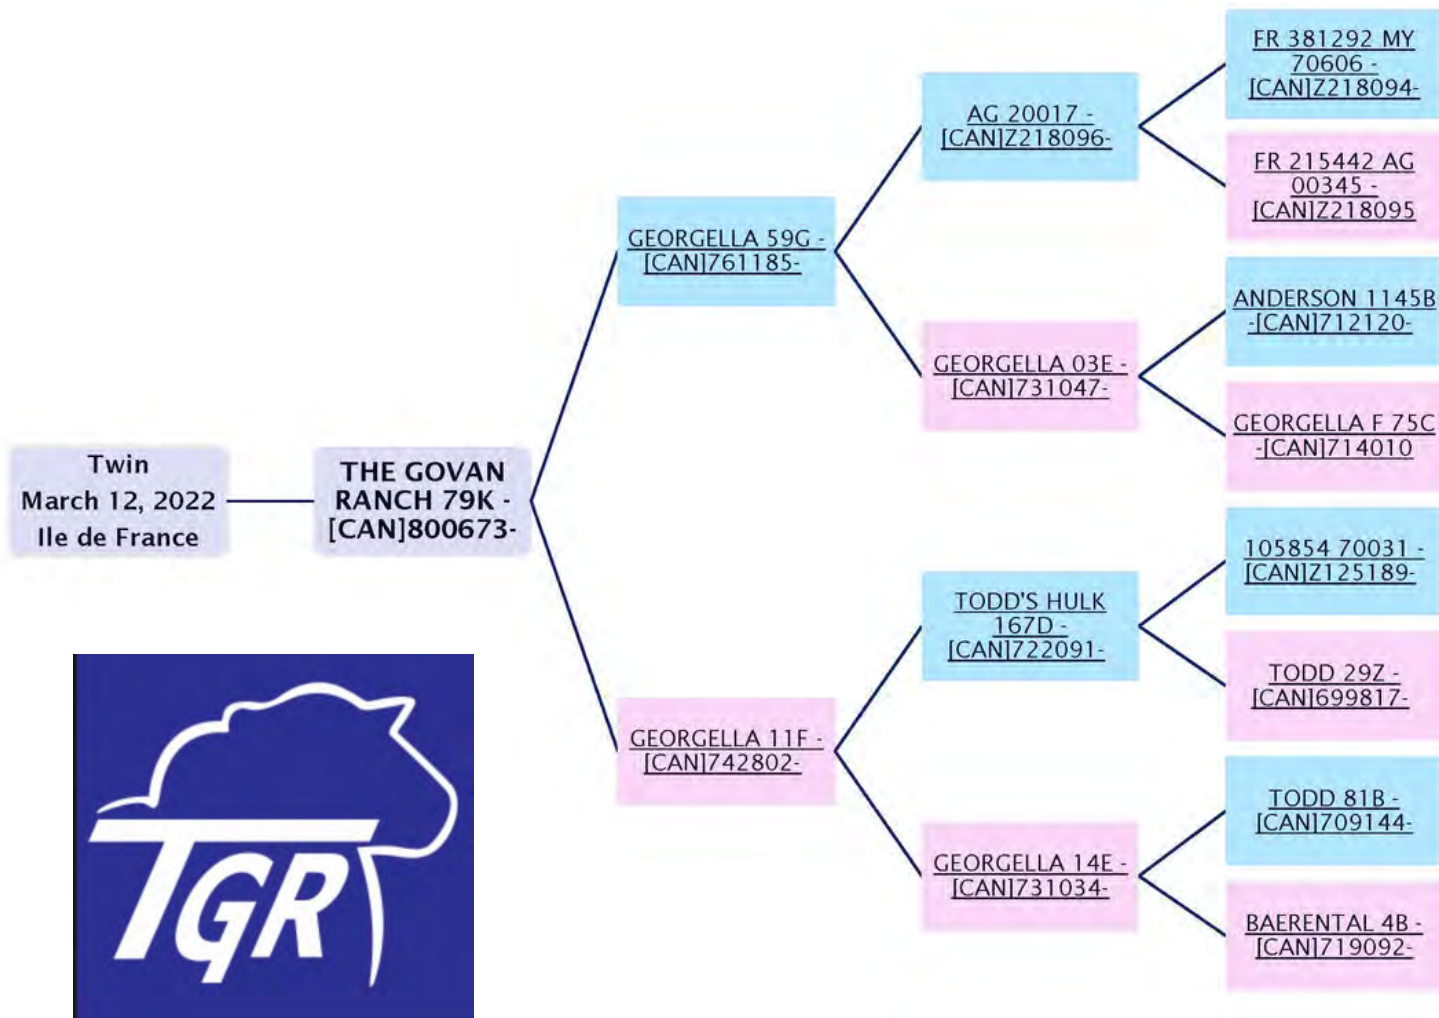 Twin
March 12, 2022
Ile de France
THE GOVAN
RANCH 79K -
[CAN]800673-
GEORGELLA 59G -
[CAN]761185-
GEORGELLA 11F -
[CAN]742802-
AG 20017 -
[CAN]Z218096-
GEORGELLA 03E -
[CAN]731047-
TODD'S HULK
167D -
[CAN]722091-
GEORGELLA 14E -
[CAN]731034-
FR 381292 MY
70606 -
[CAN]Z218094-
FR 215442 AG
00345 -
[CAN]Z218095
ANDERSON 1145B
-[CAN]712120-
GEORGELLA F 75C
-[CAN]714010
105854 70031 -
[CAN]Z125189-
TODD 29Z -
[CAN]699817-
TODD 81B -
[CAN]709144-
BAERENTAL 4B -
[CAN]719092-
TGR